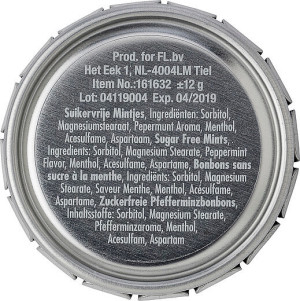 Prod. for FL.bv
Het Eek 1, NL-4004LM Tiel
Item No.:161632 ±12 g
Lot: 04119004 Exp. 04/2019
Suikervrije Mintjes, Ingrediënten: Sorbitol,
Magnesiumstearaat, Pepermunt Aroma, Menthol,
Acesulfame, Aspartaam, Sugar Free Mints,
Ingredients: Sorbitol, Magnesium Stearate, Peppermint
Flavor, Menthol, Acesulfame, Aspartame, Bonbons sans
sucre à la menthe, Ingrédients: Sorbitol, Magnesium
Stearate, Saveur Menthe, Menthol, Acésulfame,
Aspartame, Zuckerfreie Pfefferminzbonbons,
Inhaltsstoffe: Sorbitol, Magnesium Stearate,
Pfefferminzaroma, Menthol,
Acesulfam, Aspartam